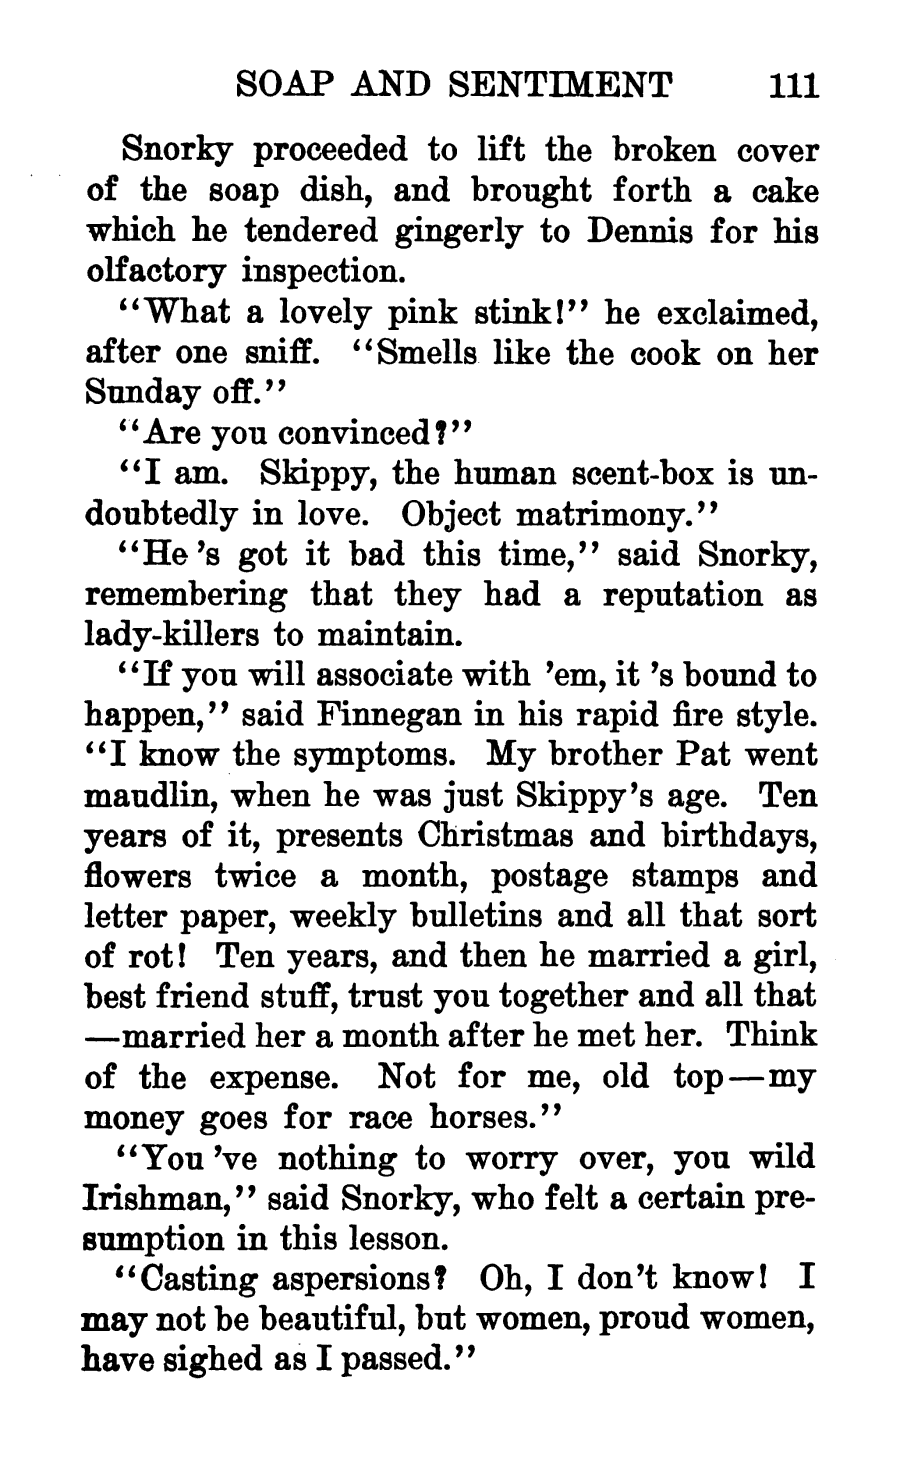 SOAP AND SENTIMENT 111
Snorky proceeded to lift the broken cover
of the soap dish, and brought forth a cake
which he tendered gingerly to Dennis for his
olfactory inspection.
“What a lovely pink stink!” he exclaimed,
after one sniff. “Smells like the cook on her
Sunday off.”
“Are you convinced?”
“I am. Skippy, the human scent-box is un-
doubtedly in love. Object matrimony.”
“He ’s got it bad this time,” said Snorky,
remembering that they had a reputation as
lady-killers to maintain.
“If you will associate with ’em, it ’s bound to
happen,” said Finnegan in his rapid fire style.
“I know the symptoms. My brother Pat went
maudlin, when he was just Skippy’s age. Ten
years of it, presents Christmas and birthdays,
flowers twice a month, postage stamps and
letter paper, weekly bulletins and all that sort
of rot! Ten years, and then he married a girl,
best friend stuff, trust you together and all that
—married her a month after he met her. Think
of the expense. Not for me, old top—my
money goes for race horses.”
“You ’ve nothing to worry over, you wild
Irishman,” said Snorky, who felt a certain pre-
sumption in this lesson.
“Casting aspersions? Oh, I don’t know! I
may not be beautiful, but women, proud women,
have sighed as I passed.”